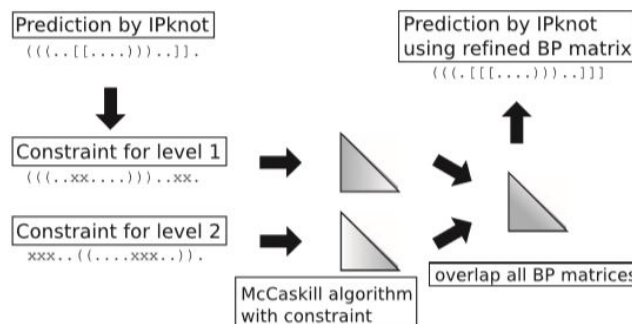 Prediction by IPknot
(((..[[....)))..]].
Constraint for level 1
(((..xx....)))..xx.
Constraint for level 2
xxx..((....xxx..)).
McCaskill algorithm
with constraint
overlap all BP matrices
Prediction by IPknot
using refined BP matrix
(((.[[[....)))..]]]